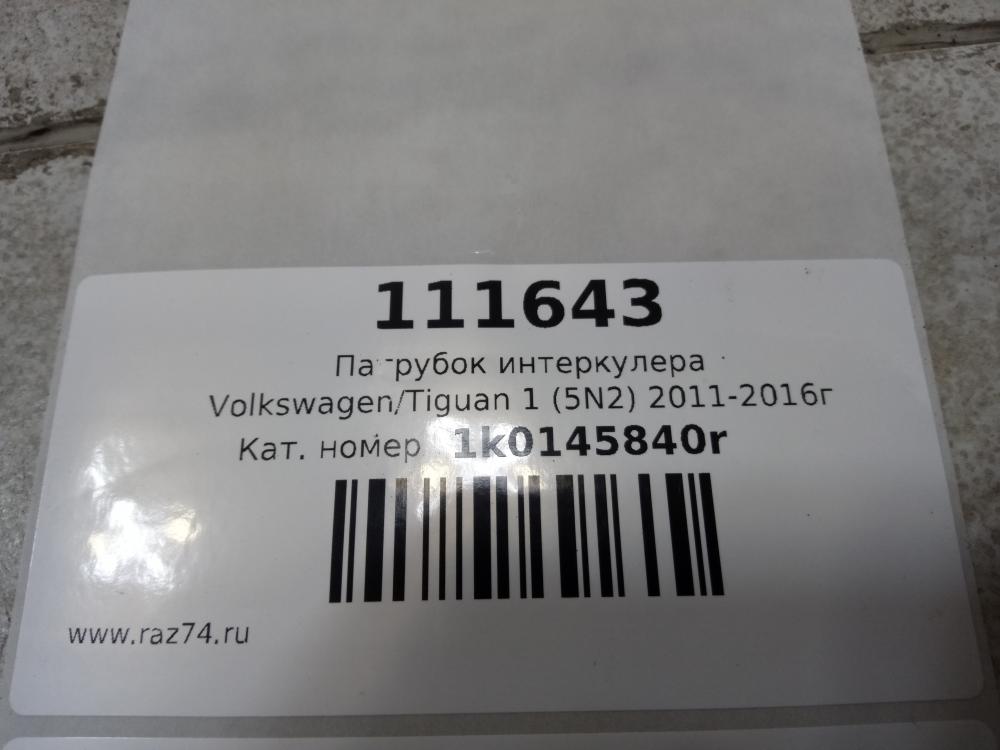 111643
Патрубок интеркулера
Volkswagen/Tiguan 1 (5N2) 2011-2016г
Кат. номер 1k0145840r
www.raz74.ru